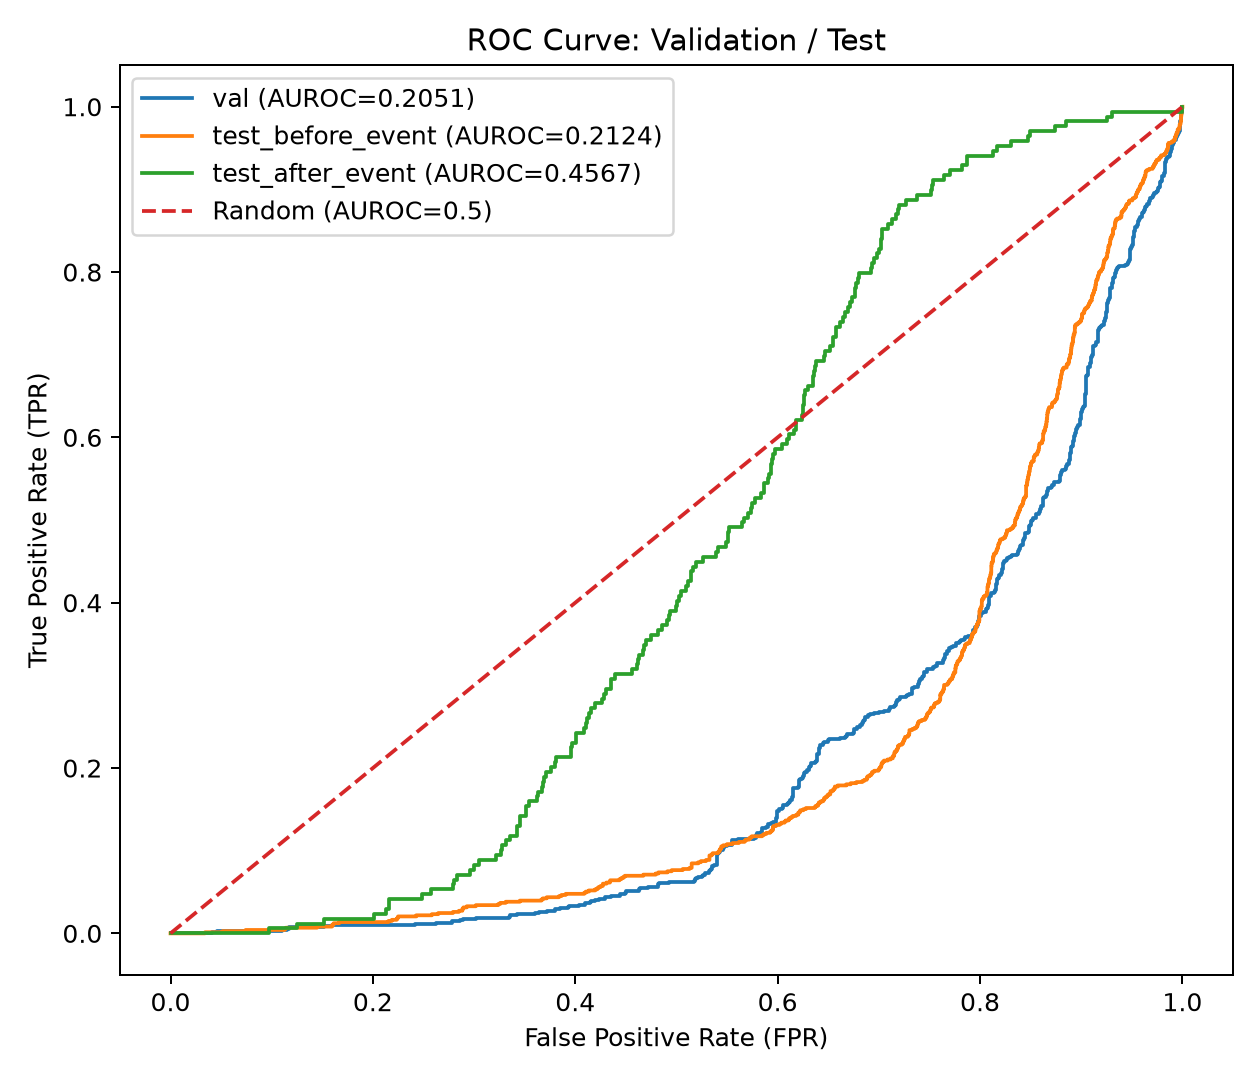 ROC Curve: Validation / Test
val (AUROC=0.2051)
test_before_event (AUROC=0.2124)
test_after_event (AUROC=0.4567)
Random (AUROC=0.5)
True Positive Rate (TPR)
1.0
0.8
0.6
0.4
0.2
0.0
0.0 0.2 0.4 0.6 0.8 1.0
False Positive Rate (FPR)